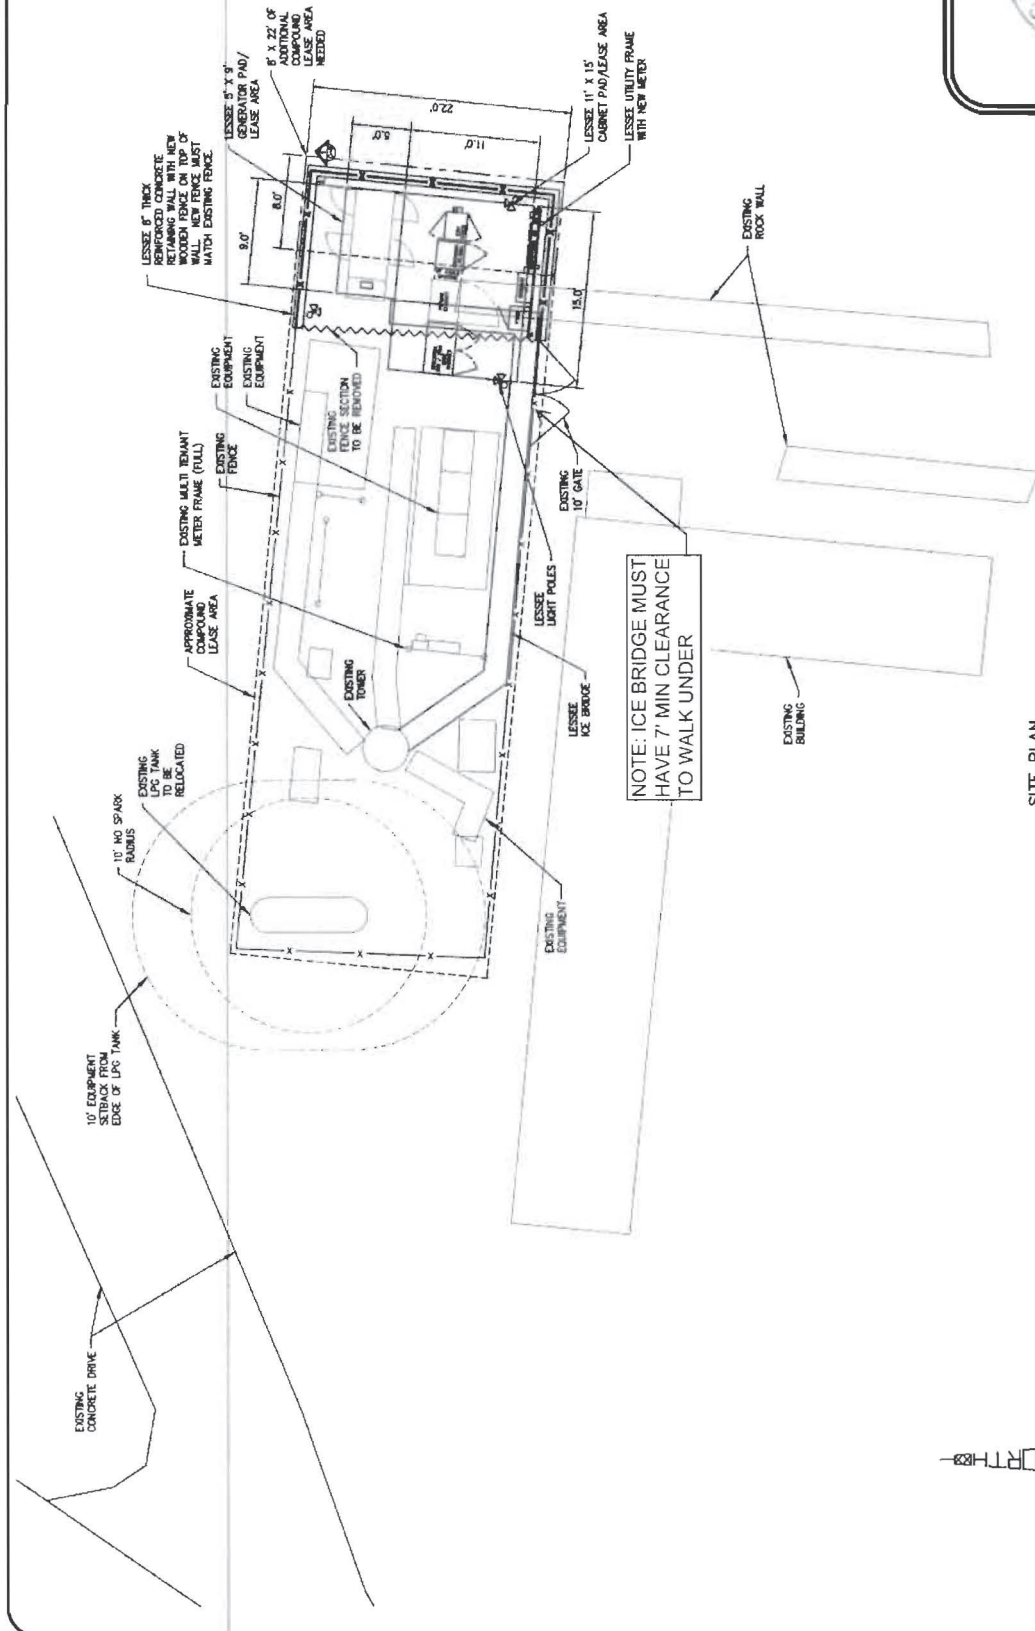 EXISTING
CONCRETE DRIVE
10' EQUIPMENT
SETBACK FROM
EDGE OF LPG TANK
10' NO SPARK
RADIUS
EXISTING
LPG TANK
TO BE
RELOCATED
APPROXIMATE
COMPOUND
LEASE AREA
EXISTING MULTI TENANT
METER FRAME (FULL)
EXISTING
FENCE
EXISTING
EQUIPMENT
EXISTING
EQUIPMENT
LESSEE 8" THICK
REINFORCED CONCRETE
RETAINING WALL WITH NEW
WOODEN FENCE ON TOP OF
WALL. NEW FENCE MUST
MATCH EXISTING FENCE.
LESSEE 5' X 9'
GENERATOR PAD/
LEASE AREA
8' X 22' OF
ADDITIONAL
COMPOUND
LEASE AREA
NEEDED
9.0'
8.0'
22.0'
11.0'
15.0'
EXISTING
FENCE SECTION
TO BE REMOVED
EXISTING
TOWER
LESSEE 11' X 15'
CABINET PAD/LEASE AREA
LESSEE UTILITY FRAME
WITH NEW METER
EXISTING
ROCK WALL
EXISTING
10' GATE
LESSEE
LIGHT POLES
LESSEE
ICE BRIDGE
NOTE: ICE BRIDGE MUST
HAVE 7' MIN CLEARANCE
TO WALK UNDER
EXISTING
EQUIPMENT
EXISTING
BUILDING
SITE PLAN